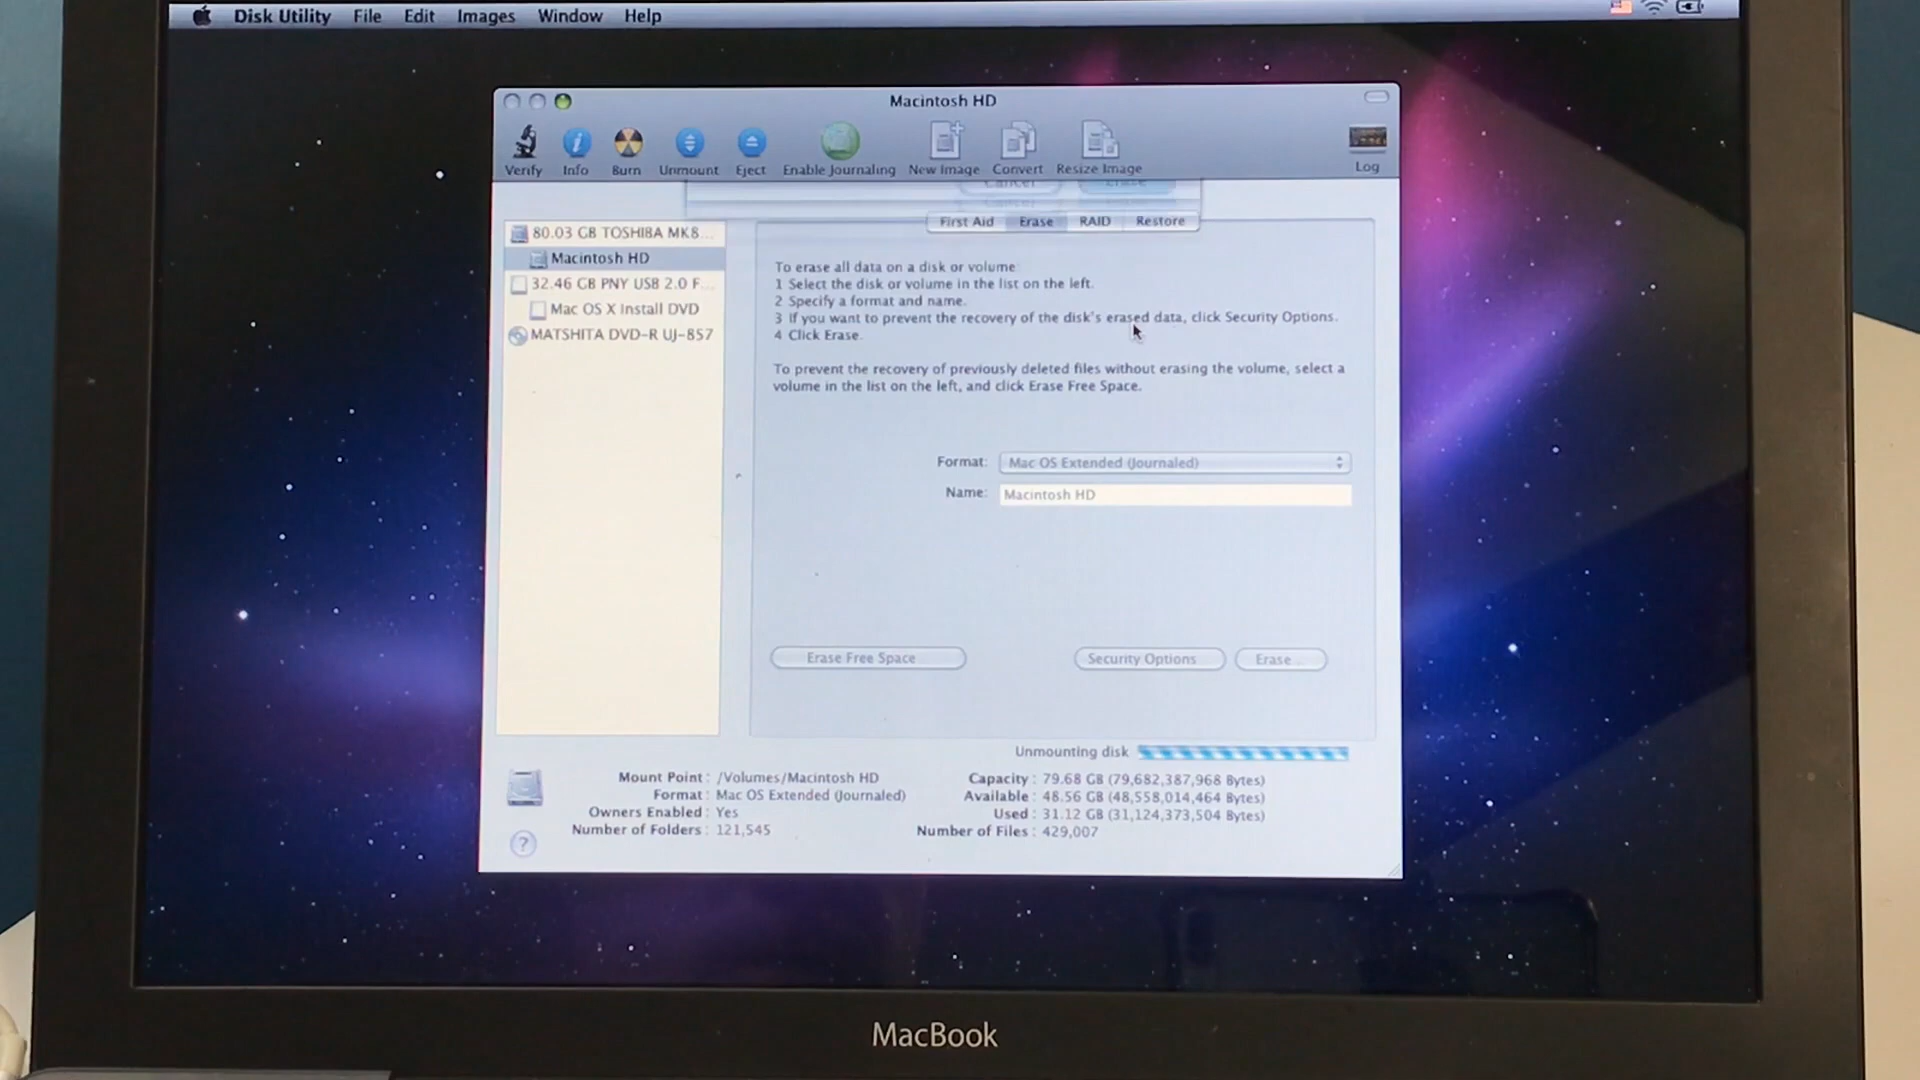 Disk Utility File Edit Images Window Help
Macintosh HD
Verify Info Burn Unmount Eject Enable Journaling New Image Convert Resize Image Log
Cancel Erase
First Aid Erase RAID Restore
80.03 GB TOSHIBA MK8...
Macintosh HD
32.46 GB PNY USB 2.0 F...
Mac OS X Install DVD
MATSHITA DVD-R UJ-857
To erase all data on a disk or volume:
1 Select the disk or volume in the list on the left.
2 Specify a format and name.
3 If you want to prevent the recovery of the disk's erased data, click Security Options.
4 Click Erase.
To prevent the recovery of previously deleted files without erasing the volume, select a
volume in the list on the left, and click Erase Free Space.
Format: Mac OS Extended (Journaled)
Name: Macintosh HD
Erase Free Space Security Options Erase...
Unmounting disk
Mount Point : /Volumes/Macintosh HD
Format : Mac OS Extended (Journaled)
Owners Enabled : Yes
Number of Folders : 121,545
Capacity : 79.68 GB (79,682,387,968 Bytes)
Available : 48.56 GB (48,558,014,464 Bytes)
Used : 31.12 GB (31,124,373,504 Bytes)
Number of Files : 429,007
?
MacBook